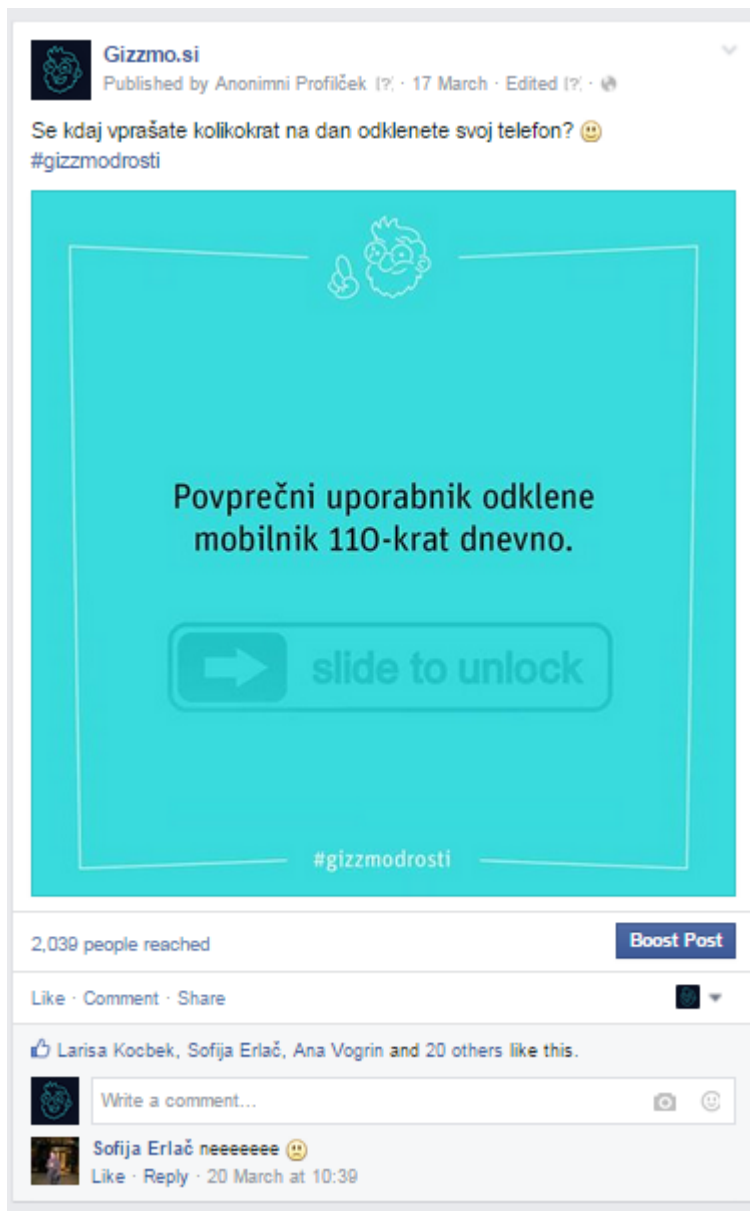 Gizzmo.si
Published by Anonimni Profilček [?] · 17 March · Edited [?] ·
Se kdaj vprašate kolikokrat na dan odklenete svoj telefon?
#gizzmodrosti
Povprečni uporabnik odklene
mobilnik 110-krat dnevno.
slide to unlock
#gizzmodrosti
2,039 people reached
Boost Post
Like · Comment · Share
Larisa Kocbek, Sofija Erlač, Ana Vogrin and 20 others like this.
Write a comment...
Sofija Erlač neeeeeee
Like · Reply · 20 March at 10:39